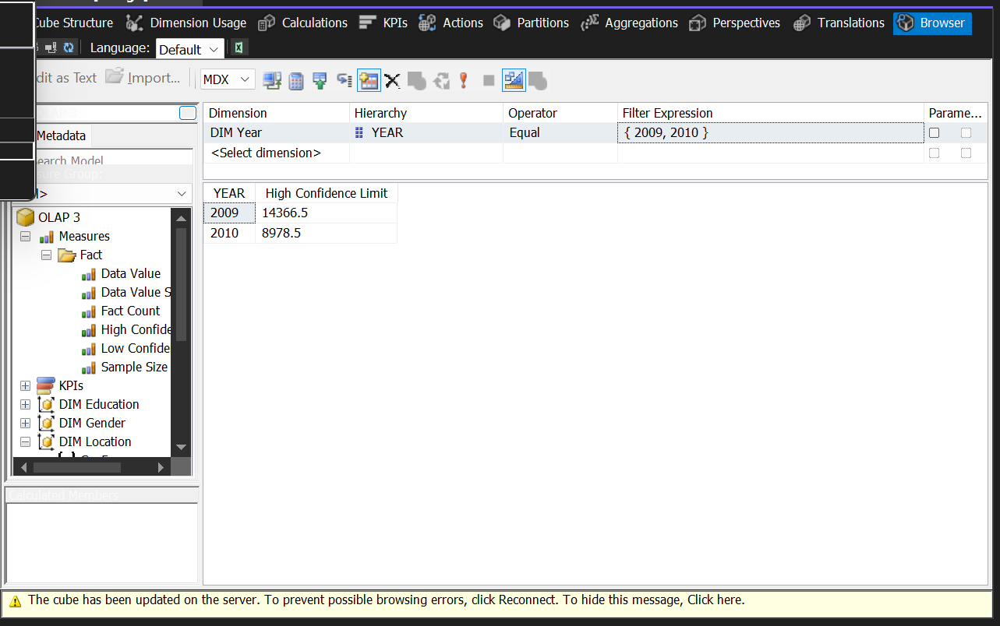 Cube Structure Dimension Usage Calculations KPIs Actions Partitions Aggregations Perspectives Translations Browser
Language: Default
dit as Text Import... MDX
Metadata
earch Model
sure Group:
>
OLAP 3
Measures
Fact
Data Value
Data Value S
Fact Count
High Confide
Low Confide
Sample Size
KPIs
DIM Education
DIM Gender
DIM Location
Calculated Members
Dimension Hierarchy Operator Filter Expression Parame...
DIM Year YEAR Equal { 2009, 2010 }
<Select dimension>
YEAR High Confidence Limit
2009 14366.5
2010 8978.5
The cube has been updated on the server. To prevent possible browsing errors, click Reconnect. To hide this message, Click here.